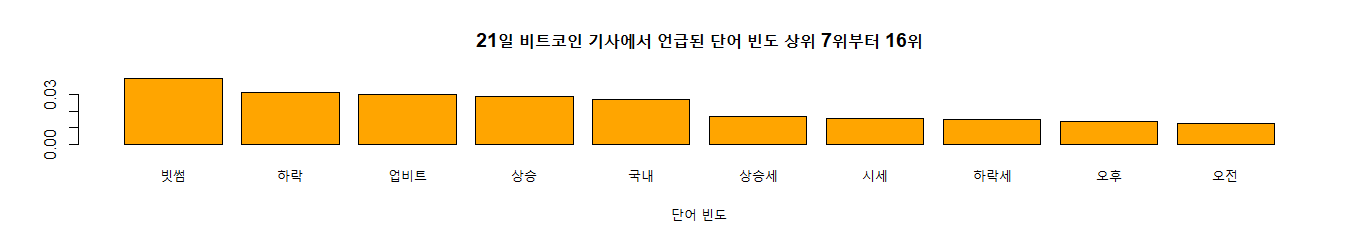 21일 비트코인 기사에서 언급된 단어 빈도 상위 7위부터 16위
0.03
0.00
빗썸 하락 업비트 상승 국내 상승세 시세 하락세 오후 오전
단어 빈도